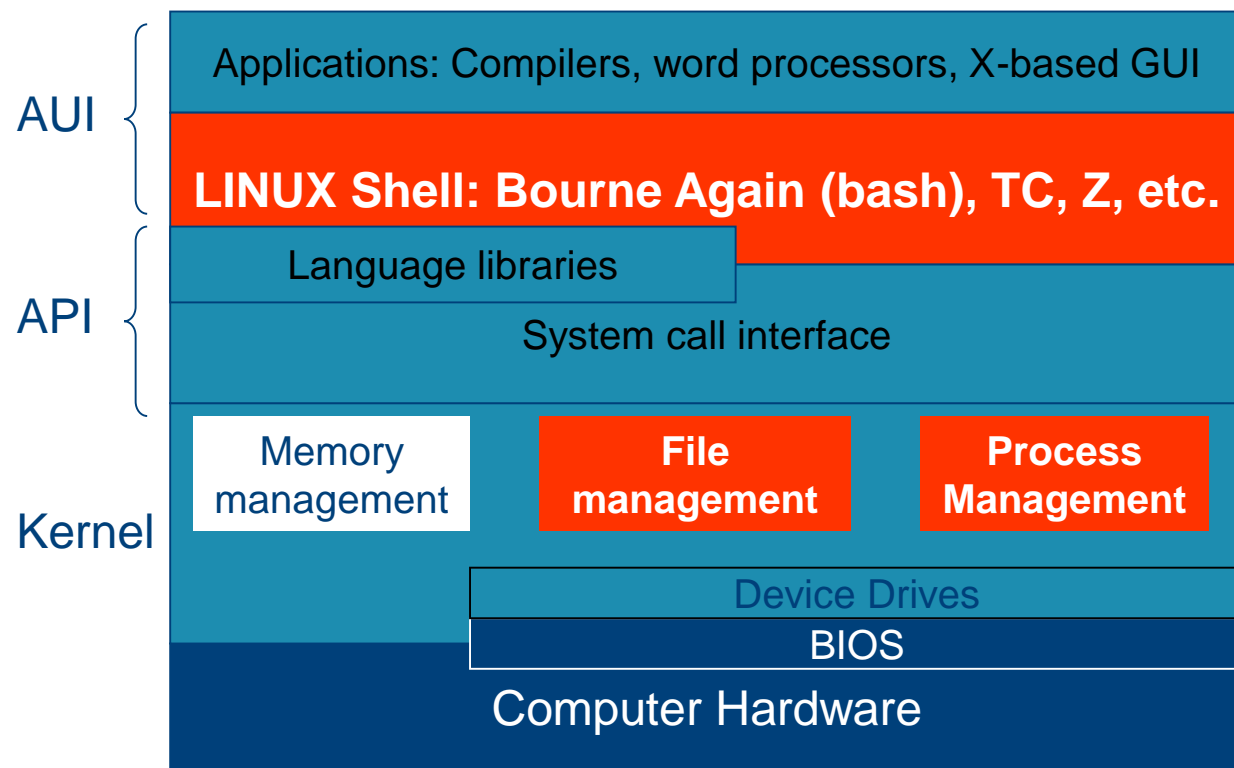 Applications: Compilers, word processors, X-based GUI
AUI
LINUX Shell: Bourne Again (bash), TC, Z, etc.
Language libraries
API
System call interface
Memory
management
File
management
Process
Management
Kernel
Device Drives
BIOS
Computer Hardware